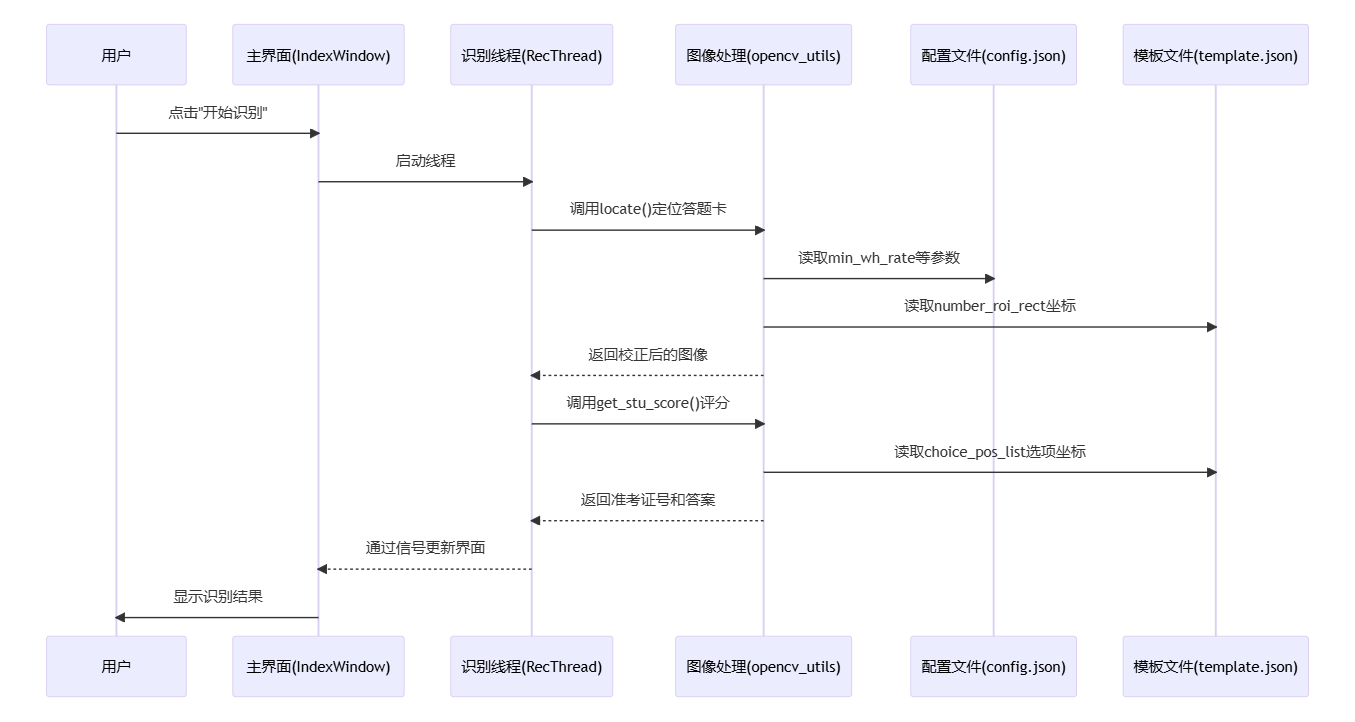 用户
主界面(IndexWindow)
识别线程(RecThread)
图像处理(opencv_utils)
配置文件(config.json)
模板文件(template.json)
点击"开始识别"
启动线程
调用locate()定位答题卡
读取min_wh_rate等参数
读取number_roi_rect坐标
返回校正后的图像
调用get_stu_score()评分
读取choice_pos_list选项坐标
返回准考证号和答案
通过信号更新界面
显示识别结果
用户
主界面(IndexWindow)
识别线程(RecThread)
图像处理(opencv_utils)
配置文件(config.json)
模板文件(template.json)